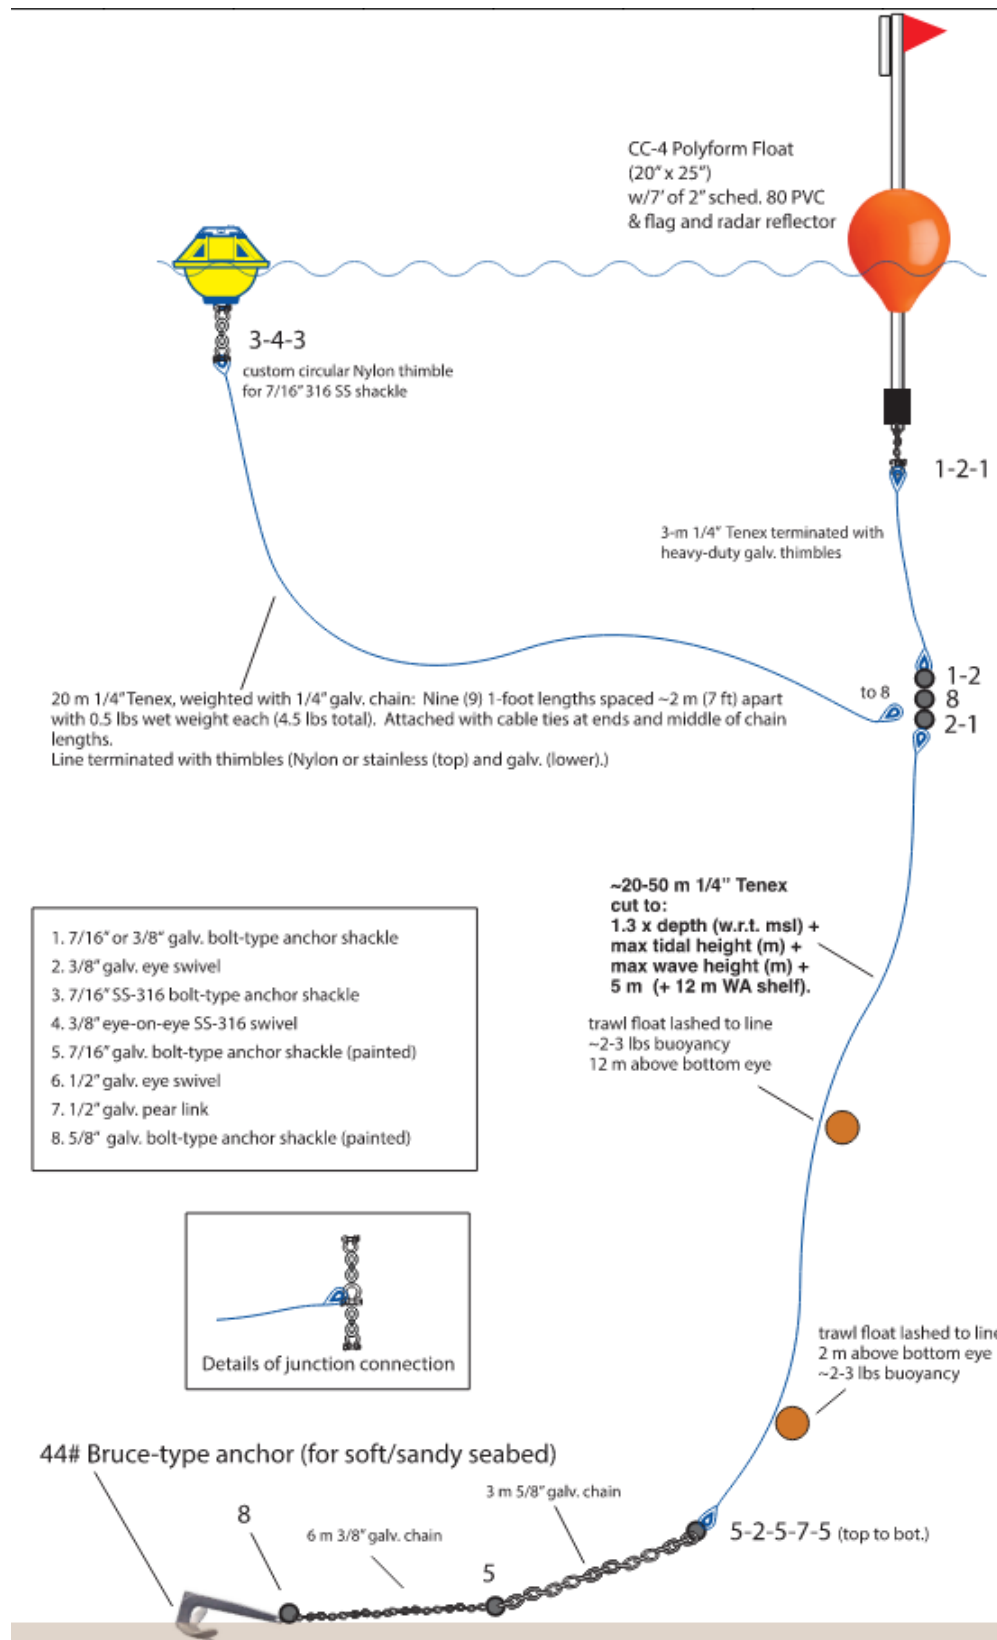 CC-4 Polyform Float
(20" x 25")
w/7' of 2" sched. 80 PVC
& flag and radar reflector
3-4-3
custom circular Nylon thimble
for 7/16" 316 SS shackle
1-2-1
3-m 1/4" Tenex terminated with
heavy-duty galv. thimbles
1-2
to 8
8
2-1
20 m 1/4" Tenex, weighted with 1/4" galv. chain: Nine (9) 1-foot lengths spaced ~2 m (7 ft) apart
with 0.5 lbs wet weight each (4.5 lbs total). Attached with cable ties at ends and middle of chain
lengths.
Line terminated with thimbles (Nylon or stainless (top) and galv. (lower).)
~20-50 m 1/4" Tenex
cut to:
1.3 x depth (w.r.t. msl) +
max tidal height (m) +
max wave height (m) +
5 m (+ 12 m WA shelf).
trawl float lashed to line
~2-3 lbs buoyancy
12 m above bottom eye
1. 7/16" or 3/8" galv. bolt-type anchor shackle
2. 3/8" galv. eye swivel
3. 7/16" SS-316 bolt-type anchor shackle
4. 3/8" eye-on-eye SS-316 swivel
5. 7/16" galv. bolt-type anchor shackle (painted)
6. 1/2" galv. eye swivel
7. 1/2" galv. pear link
8. 5/8" galv. bolt-type anchor shackle (painted)
Details of junction connection
trawl float lashed to line
2 m above bottom eye
~2-3 lbs buoyancy
44# Bruce-type anchor (for soft/sandy seabed)
3 m 5/8" galv. chain
8
6 m 3/8" galv. chain
5
5-2-5-7-5 (top to bot.)